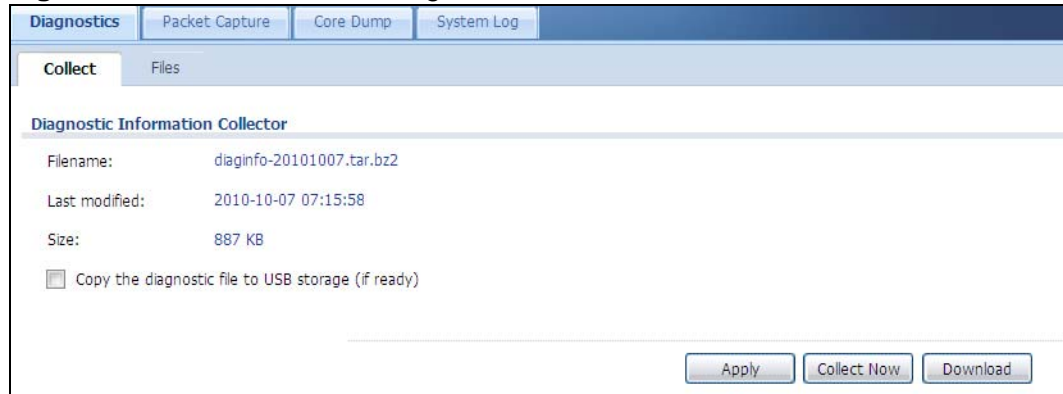 Diagnostics Packet Capture Core Dump System Log
Collect Files
Diagnostic Information Collector
Filename: diaginfo-20101007.tar.bz2
Last modified: 2010-10-07 07:15:58
Size: 887 KB
Copy the diagnostic file to USB storage (if ready)
Apply Collect Now Download